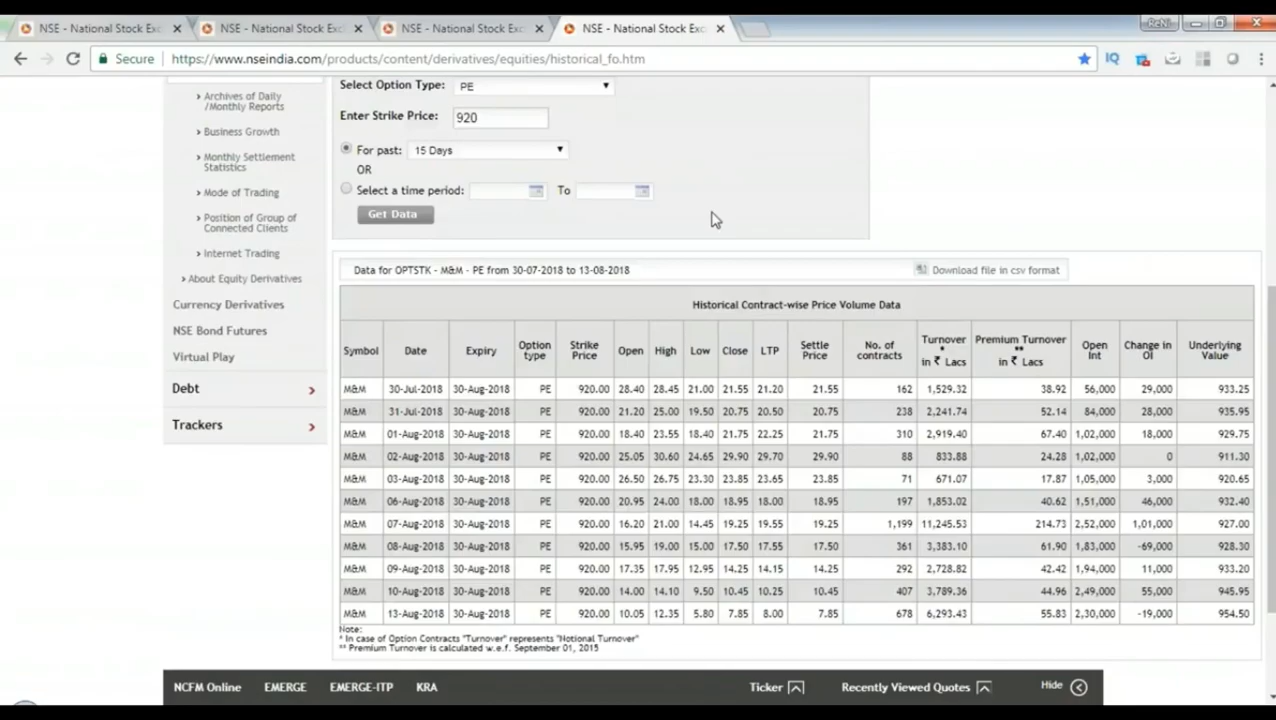 NSE - National Stock Exc NSE - National Stock Exc NSE - National Stock Exc NSE - National Stock Exc ReNi
Secure https://www.nseindia.com/products/content/derivatives/equities/historical_fo.htm IQ
Select Option Type: PE
Archives of Daily
/Monthly Reports
Enter Strike Price: 920
Business Growth
For past: 15 Days
Monthly Settlement
Statistics
OR
Mode of Trading
Select a time period: To
Get Data
Position of Group of
Connected Clients
Internet Trading
About Equity Derivatives
Currency Derivatives
NSE Bond Futures
Virtual Play
Debt
Trackers
Data for OPTSTK - M&M - PE from 30-07-2018 to 13-08-2018 Download file in csv format
Historical Contract-wise Price Volume Data
Symbol Date Expiry Option type Strike Price Open High Low Close LTP Settle Price No. of contracts Turnover * in ₹ Lacs Premium Turnover ** in ₹ Lacs Open Int Change in OI Underlying Value
M&M 30-Jul-2018 30-Aug-2018 PE 920.00 28.40 28.45 21.00 21.55 21.20 21.55 162 1,529.32 38.92 56,000 29,000 933.25
M&M 31-Jul-2018 30-Aug-2018 PE 920.00 21.20 25.00 19.50 20.75 20.50 20.75 238 2,241.74 52.14 84,000 28,000 935.95
M&M 01-Aug-2018 30-Aug-2018 PE 920.00 18.40 23.55 18.40 21.75 22.25 21.75 310 2,919.40 67.40 1,02,000 18,000 929.75
M&M 02-Aug-2018 30-Aug-2018 PE 920.00 25.05 30.60 24.65 29.90 29.70 29.90 88 833.88 24.28 1,02,000 0 911.30
M&M 03-Aug-2018 30-Aug-2018 PE 920.00 26.50 26.75 23.30 23.85 23.65 23.85 71 671.07 17.87 1,05,000 3,000 920.65
M&M 06-Aug-2018 30-Aug-2018 PE 920.00 20.95 24.00 18.00 18.95 18.00 18.95 197 1,853.02 40.62 1,51,000 46,000 932.40
M&M 07-Aug-2018 30-Aug-2018 PE 920.00 16.20 21.00 14.45 19.25 19.55 19.25 1,199 11,245.53 214.73 2,52,000 1,01,000 927.00
M&M 08-Aug-2018 30-Aug-2018 PE 920.00 15.95 19.00 15.00 17.50 17.55 17.50 361 3,383.10 61.90 1,83,000 -69,000 928.30
M&M 09-Aug-2018 30-Aug-2018 PE 920.00 17.35 17.95 12.95 14.25 14.15 14.25 292 2,728.82 42.42 1,94,000 11,000 933.20
M&M 10-Aug-2018 30-Aug-2018 PE 920.00 14.00 14.10 9.50 10.45 10.25 10.45 407 3,789.36 44.96 2,49,000 55,000 945.95
M&M 13-Aug-2018 30-Aug-2018 PE 920.00 10.05 12.35 5.80 7.85 8.00 7.85 678 6,293.43 55.83 2,30,000 -19,000 954.50
Note:
* In case of Option Contracts "Turnover" represents "Notional Turnover"
** Premium Turnover is calculated w.e.f. September 01, 2015
NCFM Online EMERGE EMERGE-ITP KRA Ticker Recently Viewed Quotes Hide